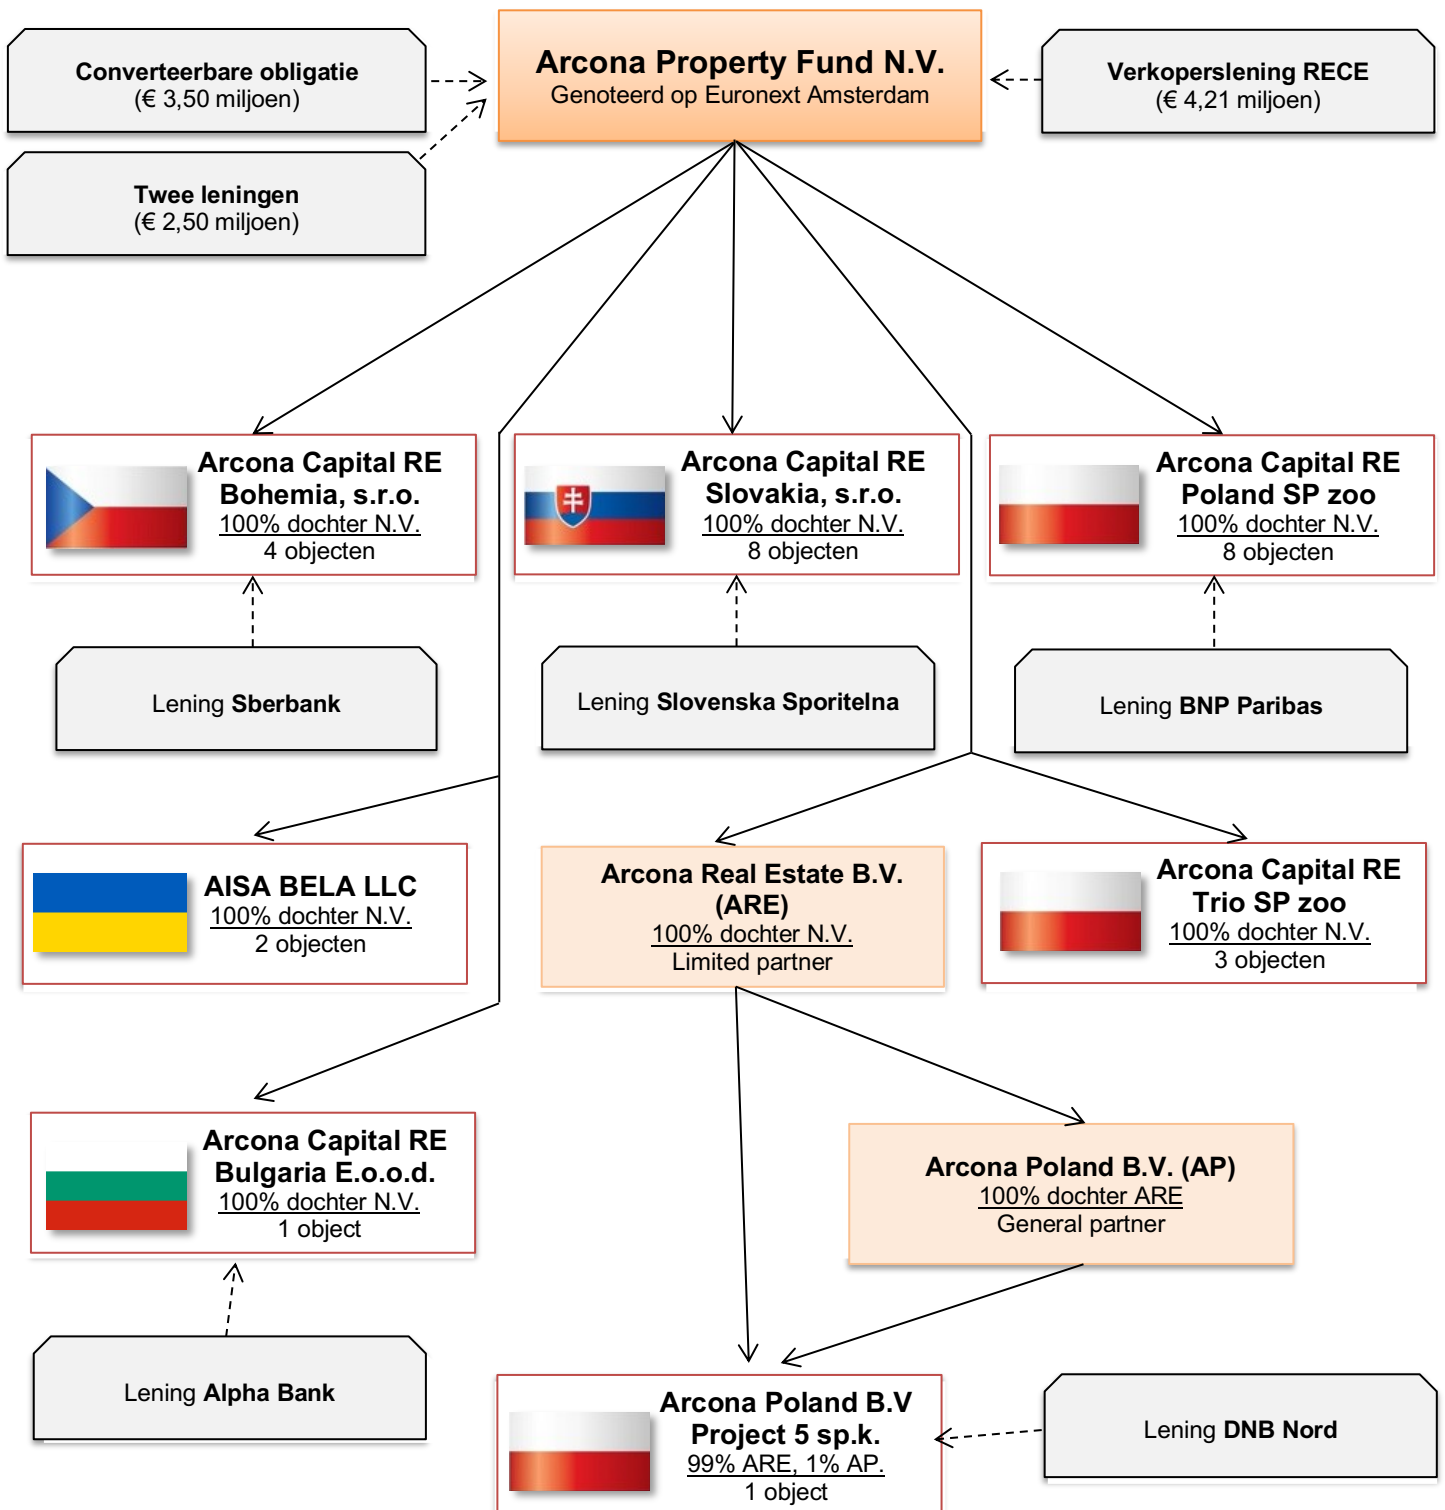 Converteerbare obligatie
(€ 3,50 miljoen)
Arcona Property Fund N.V.
Genoteerd op Euronext Amsterdam
Verkoperslening RECE
(€ 4,21 miljoen)
Twee leningen
(€ 2,50 miljoen)
Arcona Capital RE
Bohemia, s.r.o.
100% dochter N.V.
4 objecten
Arcona Capital RE
Slovakia, s.r.o.
100% dochter N.V.
8 objecten
Arcona Capital RE
Poland SP zoo
100% dochter N.V.
8 objecten
Lening Sberbank
Lening Slovenska Sporitelna
Lening BNP Paribas
AISA BELA LLC
100% dochter N.V.
2 objecten
Arcona Real Estate B.V.
(ARE)
100% dochter N.V.
Limited partner
Arcona Capital RE
Trio SP zoo
100% dochter N.V.
3 objecten
Arcona Capital RE
Bulgaria E.o.o.d.
100% dochter N.V.
1 object
Arcona Poland B.V. (AP)
100% dochter ARE
General partner
Lening Alpha Bank
Arcona Poland B.V
Project 5 sp.k.
99% ARE, 1% AP.
1 object
Lening DNB Nord